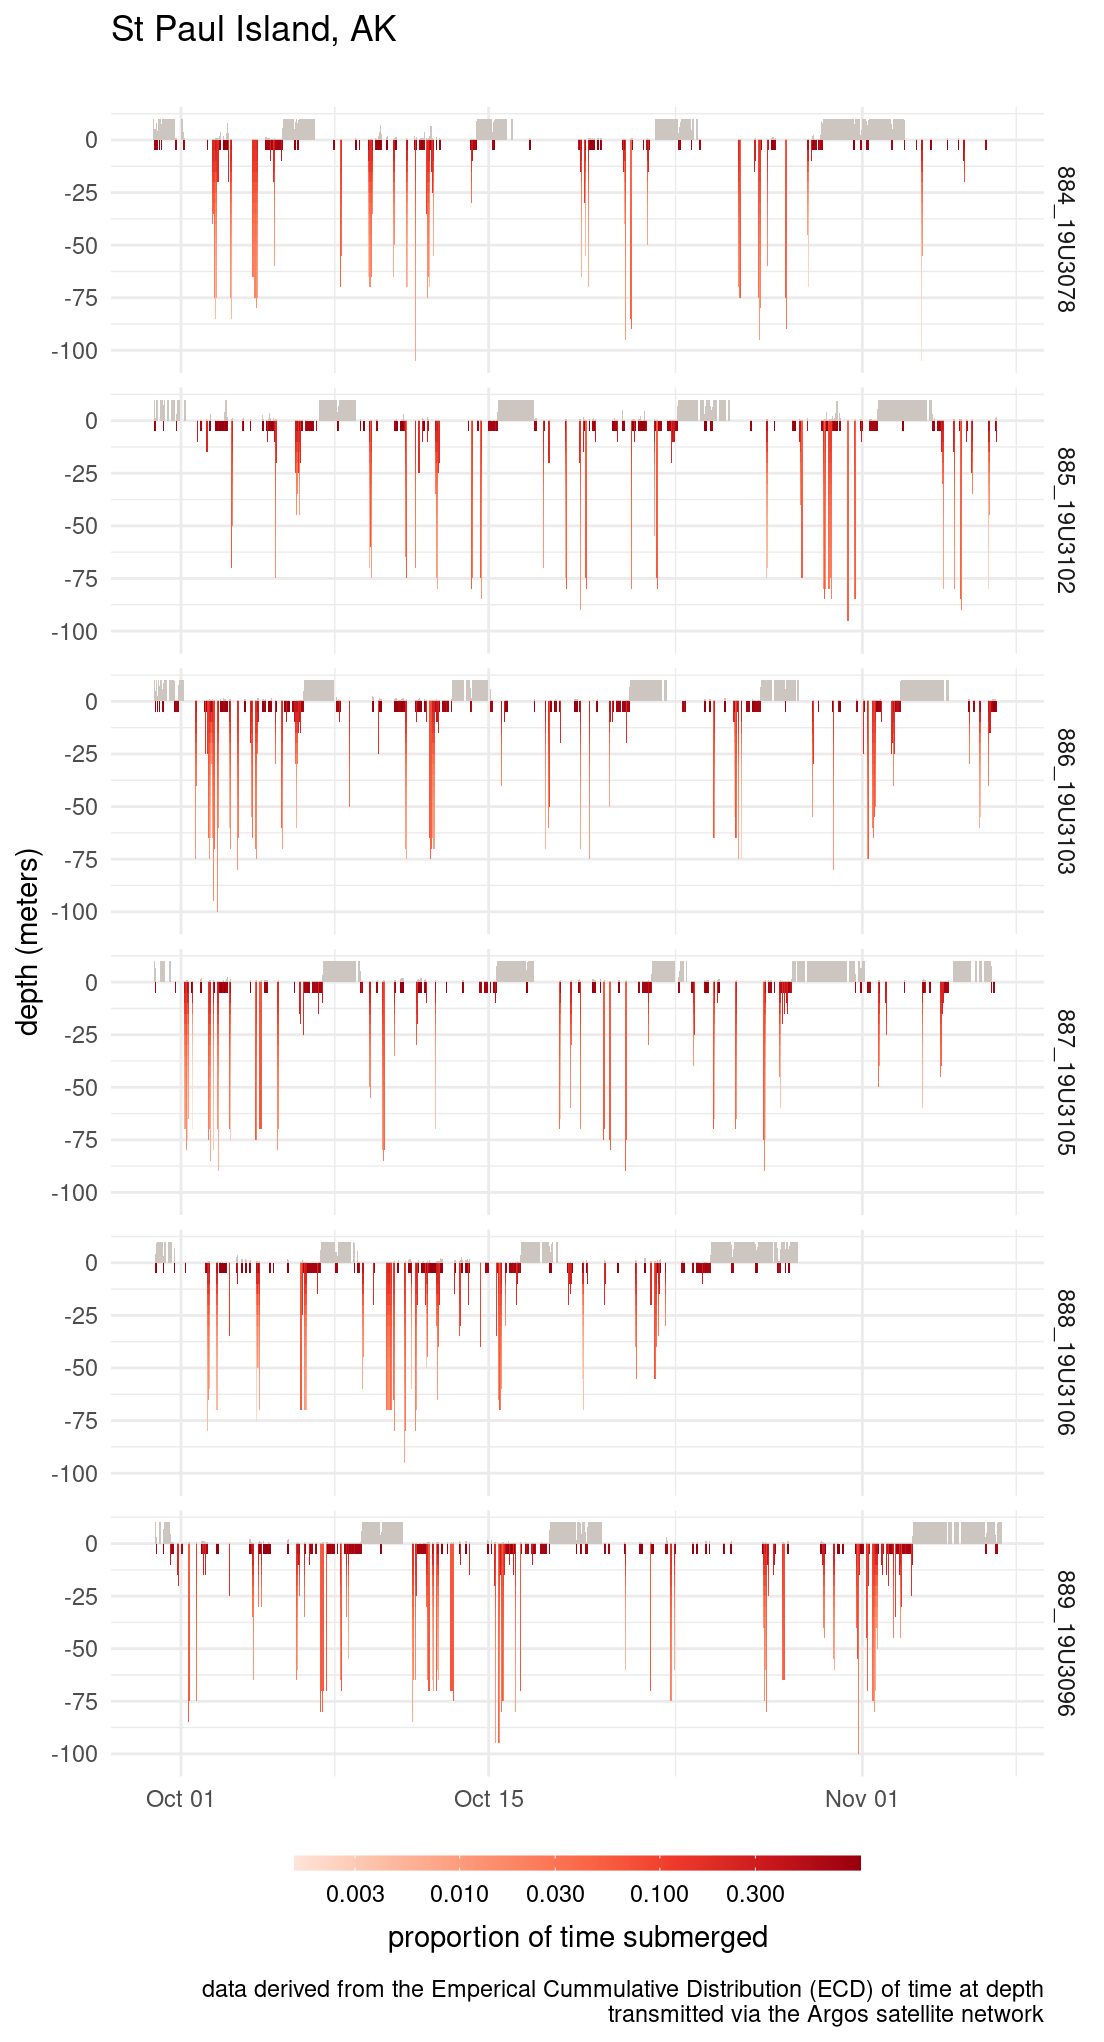 St Paul Island, AK
0
-25
-50
-75
-100
884_19U3078
0
-25
-50
-75
-100
885_19U3102
0
-25
-50
-75
-100
886_19U3103
depth (meters)
0
-25
-50
-75
-100
887_19U3105
0
-25
-50
-75
-100
888_19U3106
0
-25
-50
-75
-100
889_19U3096
Oct 01 Oct 15 Nov 01
0.003 0.010 0.030 0.100 0.300
proportion of time submerged
data derived from the Emperical Cummulative Distribution (ECD) of time at depth
transmitted via the Argos satellite network